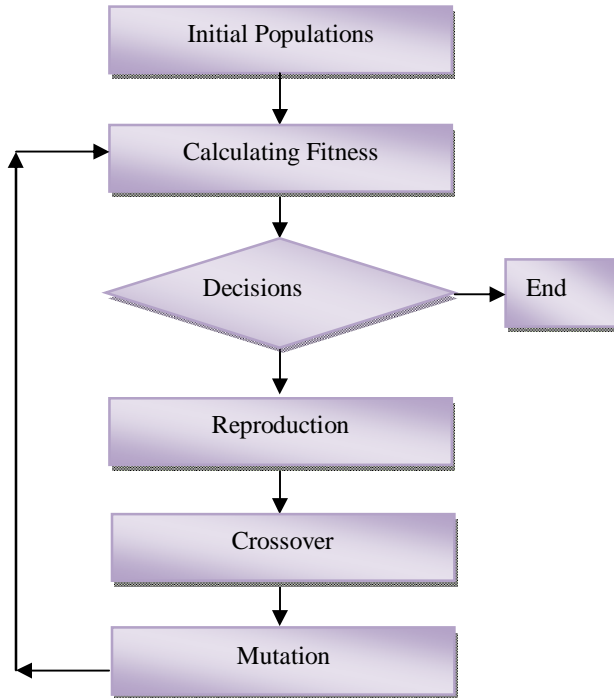 Initial Populations
Calculating Fitness
Decisions
End
Reproduction
Crossover
Mutation